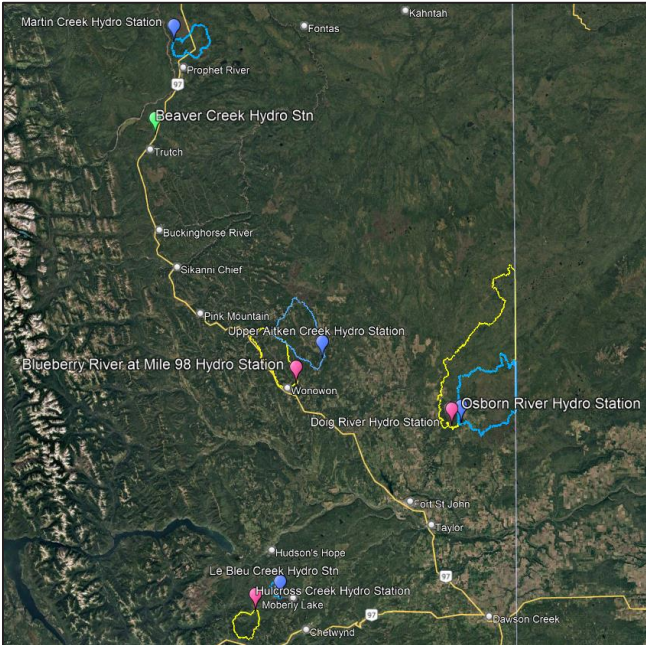 Kahntah
Martin Creek Hydro Station
Fontas
Prophet River
97
Beaver Creek Hydro Stn
Trutch
Buckinghorse River
Sikanni Chief
Pink Mountain
Upper Aitken Creek Hydro Station
Blueberry River at Mile 98 Hydro Station
Wonowon
Osborn River Hydro Station
Doig River Hydro Station
Fort St John
Taylor
Hudson's Hope
Le Bleu Creek Hydro Stn
97
Hulcross Creek Hydro Station
Moberly Lake
97
Dawson Creek
Chetwynd